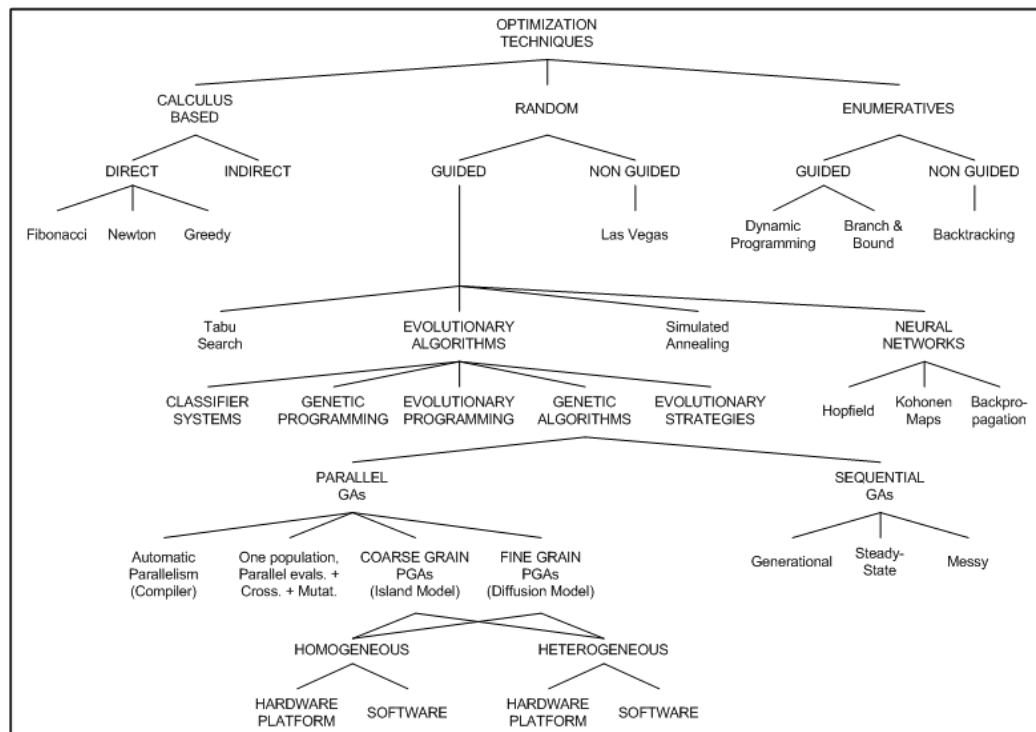 OPTIMIZATION
TECHNIQUES
CALCULUS
BASED
RANDOM
ENUMERATIVES
DIRECT
INDIRECT
GUIDED
NON GUIDED
GUIDED
NON GUIDED
Fibonacci
Newton
Greedy
Las Vegas
Dynamic
Programming
Branch &
Bound
Backtracking
Tabu
Search
EVOLUTIONARY
ALGORITHMS
Simulated
Annealing
NEURAL
NETWORKS
CLASSIFIER
SYSTEMS
GENETIC
PROGRAMMING
EVOLUTIONARY
PROGRAMMING
GENETIC
ALGORITHMS
EVOLUTIONARY
STRATEGIES
Hopfield
Kohonen
Maps
Backpro-
pagation
PARALLEL
GAs
SEQUENTIAL
GAs
Automatic
Parallelism
(Compiler)
One population,
Parallel evals. +
Cross. + Mutat.
COARSE GRAIN
PGAs
(Island Model)
FINE GRAIN
PGAs
(Diffusion Model)
Generational
Steady-
State
Messy
HOMOGENEOUS
HETEROGENEOUS
HARDWARE
PLATFORM
SOFTWARE
HARDWARE
PLATFORM
SOFTWARE